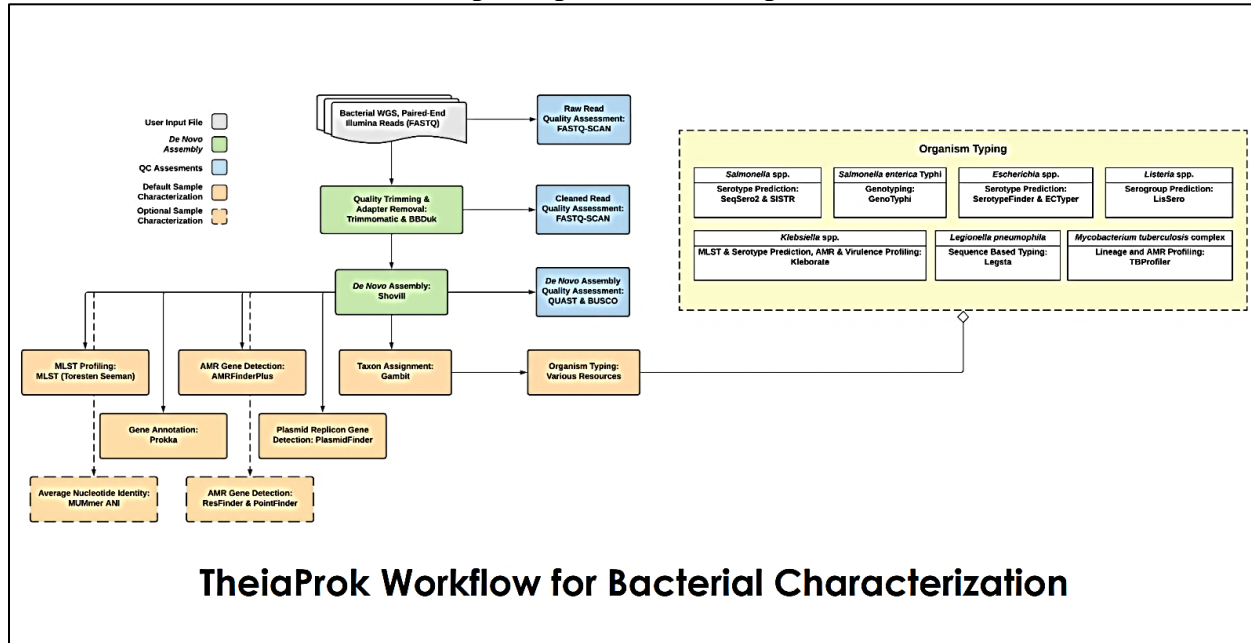 User Input File
De Novo
Assembly
QC Assesments
Default Sample
Characterization
Optional Sample
Characterization
Bacterial WGS, Paired-End
Illumina Reads (FASTQ)
Raw Read
Quality Assessment:
FASTQ-SCAN
Quality Trimming &
Adapter Removal:
Trimmomatic & BBDuk
Cleaned Read
Quality Assessment:
FASTQ-SCAN
De Novo Assembly:
Shovill
De Novo Assembly
Quality Assessment:
QUAST & BUSCO
MLST Profiling:
MLST (Toresten Seeman)
AMR Gene Detection:
AMRFinderPlus
Taxon Assignment:
Gambit
Organism Typing:
Various Resources
Gene Annotation:
Prokka
Plasmid Replicon Gene
Detection: PlasmidFinder
Average Nucleotide Identity:
MUMmer ANI
AMR Gene Detection:
ResFinder & PointFinder
Organism Typing
Salmonella spp.
Serotype Prediction:
SeqSero2 & SISTR
Salmonella enterica Typhi
Genotyping:
GenoTyphi
Escherichia spp.
Serotype Prediction:
SerotypeFinder & ECTyper
Listeria spp.
Serogroup Prediction:
LisSero
Klebsiella spp.
MLST & Serotype Prediction, AMR & Virulence Profiling:
Kleborate
Legionella pneumophila
Sequence Based Typing:
Legsta
Mycobacterium tuberculosis complex
Lineage and AMR Profiling:
TBProfiler
TheiaProk Workflow for Bacterial Characterization